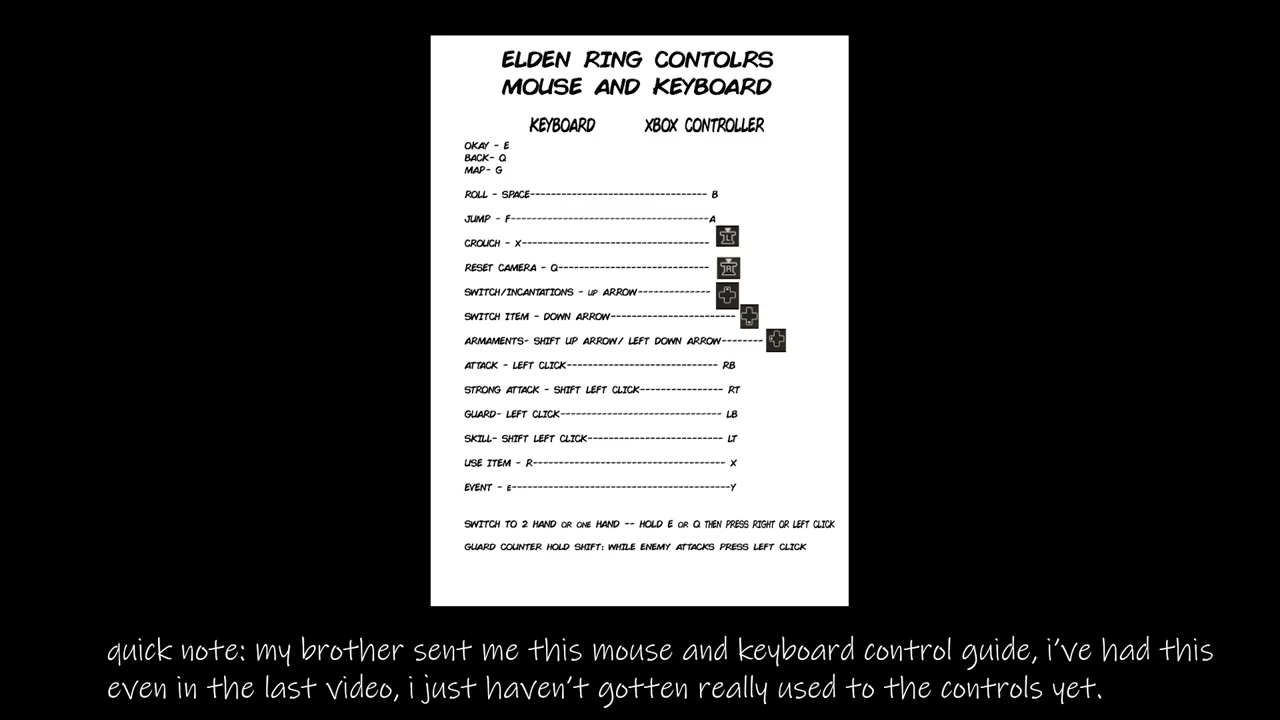 ELDEN RING CONTOLRS
MOUSE AND KEYBOARD
KEYBOARD XBOX CONTROLLER
OKAY - E
BACK- Q
MAP- G
ROLL - SPACE---------------------------------- B
JUMP - F--------------------------------------A
CROUCH - X------------------------------------
RESET CAMERA - Q-----------------------------
SWITCH/INCANTATIONS - UP ARROW--------------
SWITCH ITEM - DOWN ARROW------------------------
ARMAMENTS- SHIFT UP ARROW/ LEFT DOWN ARROW--------
ATTACK - LEFT CLICK----------------------------- RB
STRONG ATTACK - SHIFT LEFT CLICK---------------- RT
GUARD- LEFT CLICK------------------------------- LB
SKILL- SHIFT LEFT CLICK-------------------------- LT
USE ITEM - R------------------------------------- X
EVENT - E------------------------------------------Y
SWITCH TO 2 HAND OR ONE HAND -- HOLD E OR Q THEN PRESS RIGHT OR LEFT CLICK
GUARD COUNTER HOLD SHIFT: WHILE ENEMY ATTACKS PRESS LEFT CLICK
quick note: my brother sent me this mouse and keyboard control guide, i've had this
even in the last video, i just haven't gotten really used to the controls yet.